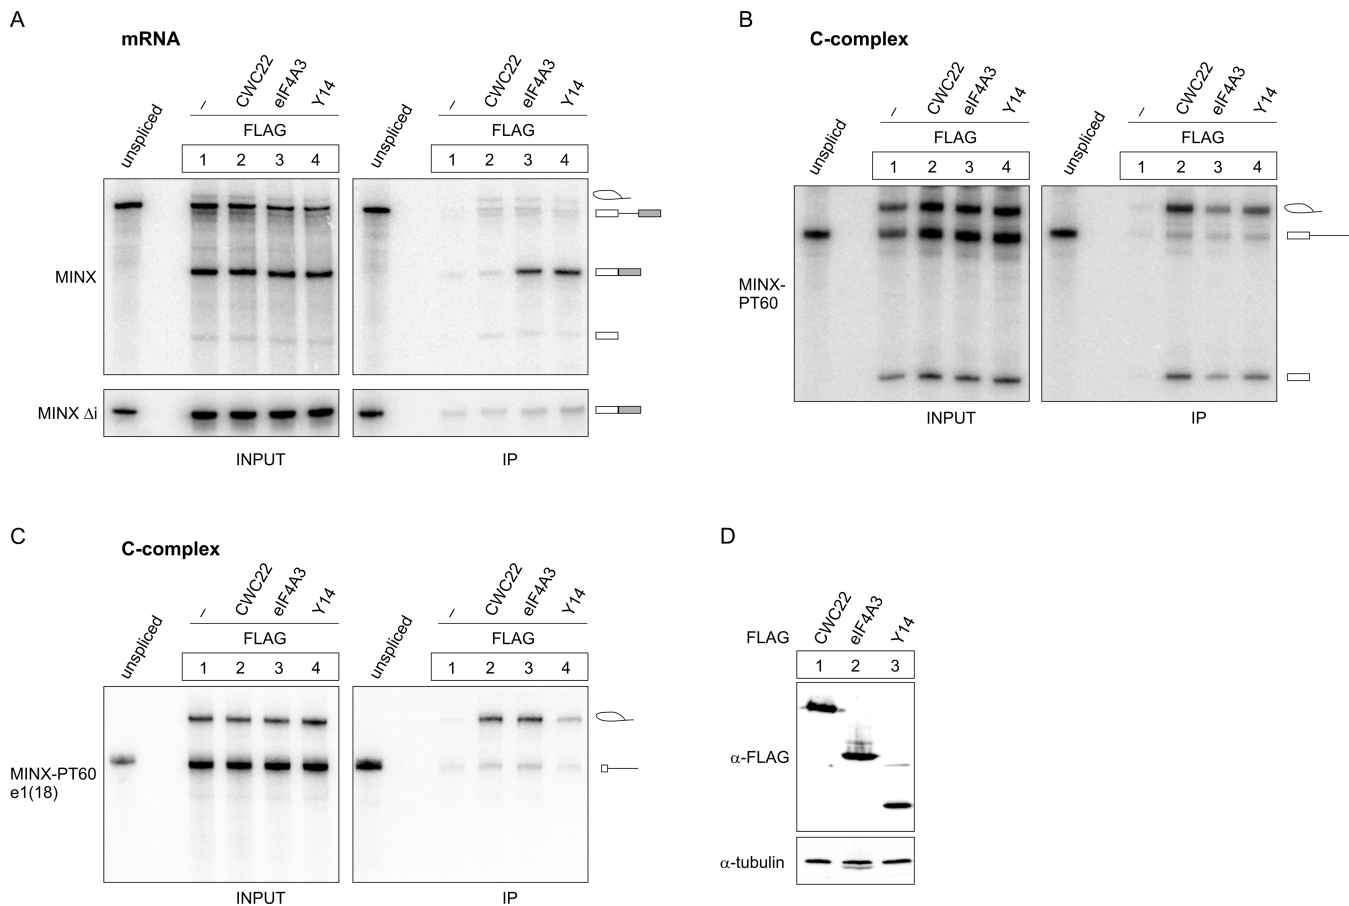 A
mRNA
unspliced
– CWC22 eIF4A3 Y14
FLAG
1 2 3 4
unspliced
– CWC22 eIF4A3 Y14
FLAG
1 2 3 4
MINX
MINX Δi
INPUT
IP
B
C-complex
unspliced
– CWC22 eIF4A3 Y14
FLAG
1 2 3 4
unspliced
– CWC22 eIF4A3 Y14
FLAG
1 2 3 4
MINX-
PT60
INPUT
IP
C
C-complex
unspliced
– CWC22 eIF4A3 Y14
FLAG
1 2 3 4
unspliced
– CWC22 eIF4A3 Y14
FLAG
1 2 3 4
MINX-PT60
e1(18)
INPUT
IP
D
FLAG CWC22 eIF4A3 Y14
1 2 3
α-FLAG
α-tubulin